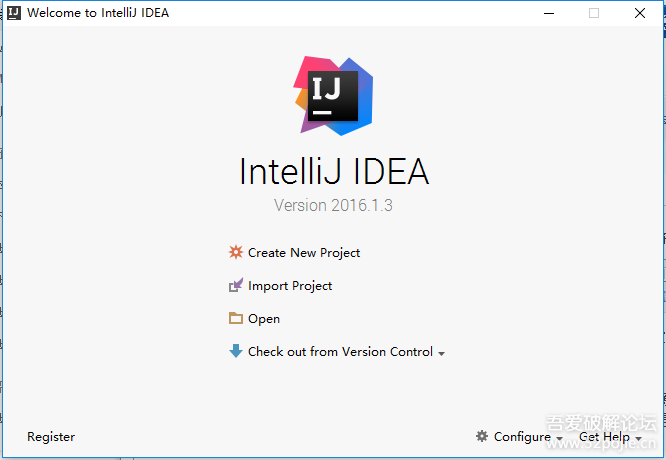 Welcome to IntelliJ IDEA
IJ
IntelliJ IDEA
Version 2016.1.3
Create New Project
Import Project
Open
Check out from Version Control
Register
Configure
Get Help
吾爱破解论坛
www.52pojie.cn